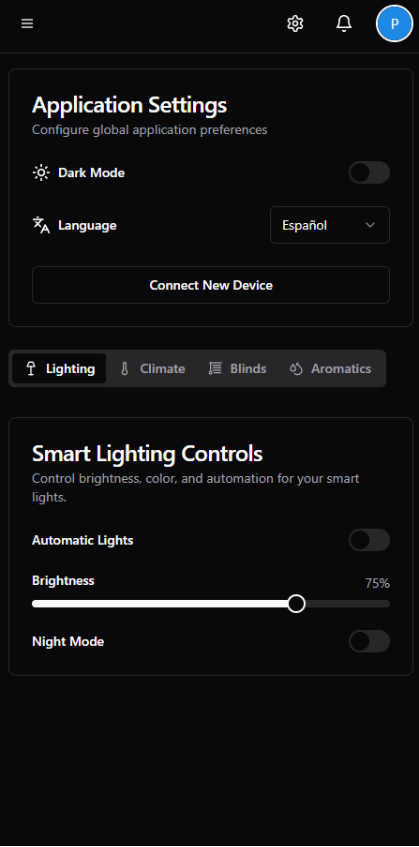 P
Application Settings
Configure global application preferences
Dark Mode
Language
Español
Connect New Device
Lighting
Climate
Blinds
Aromatics
Smart Lighting Controls
Control brightness, color, and automation for your smart
lights.
Automatic Lights
Brightness
75%
Night Mode